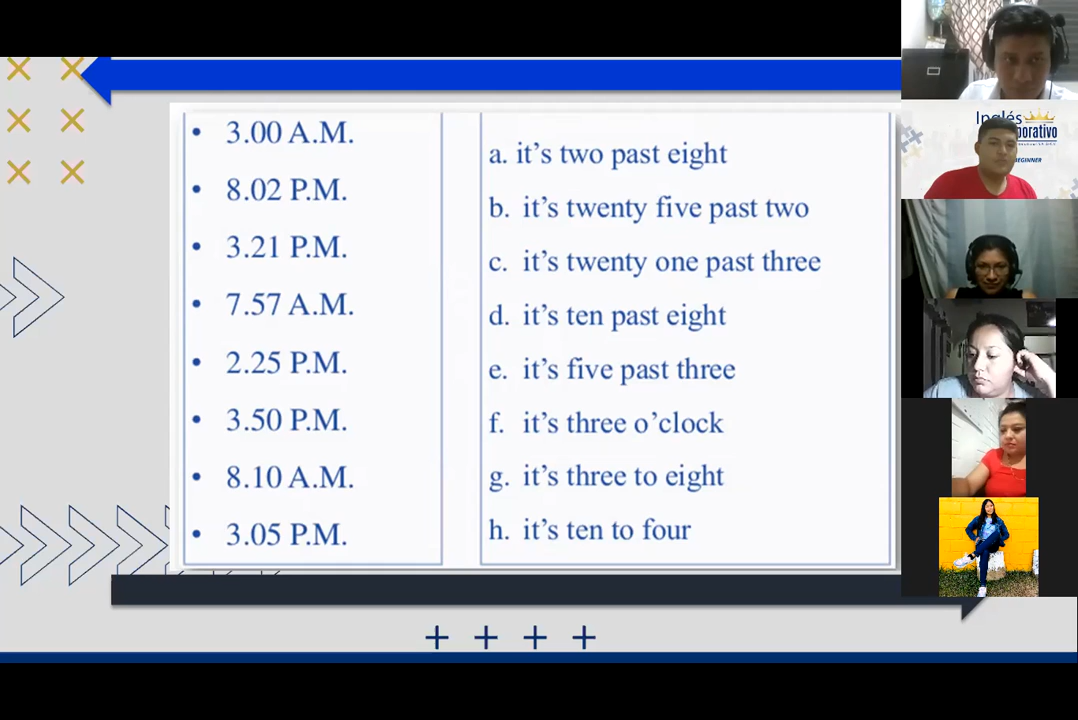 • 3.00 A.M.
• 8.02 P.M.
• 3.21 P.M.
• 7.57 A.M.
• 2.25 P.M.
• 3.50 P.M.
• 8.10 A.M.
• 3.05 P.M.
a. it’s two past eight
b. it’s twenty five past two
c. it’s twenty one past three
d. it’s ten past eight
e. it’s five past three
f. it’s three o’clock
g. it’s three to eight
h. it’s ten to four
Inglés
porativo